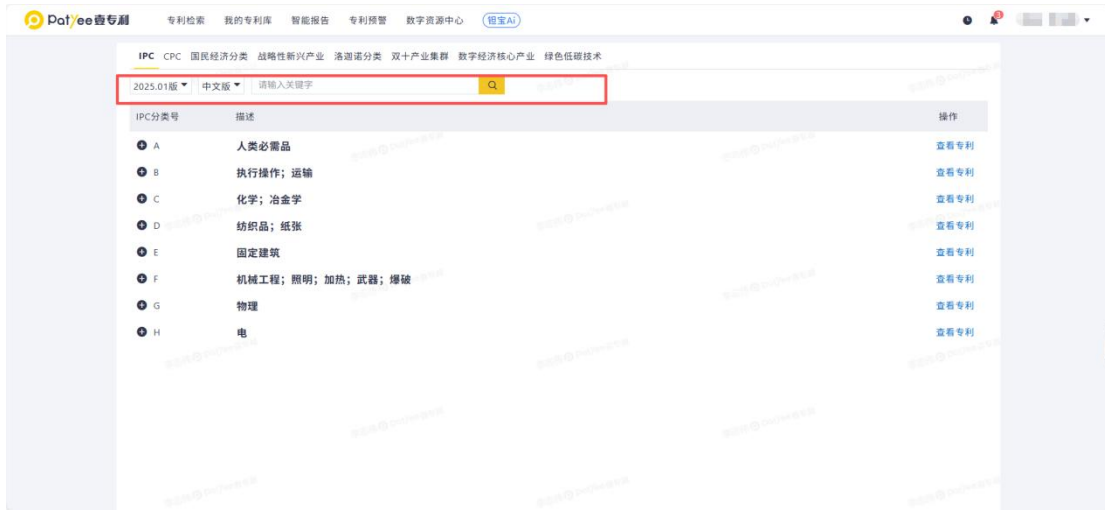 Patyee壹专利 专利检索 我的专利库 智能报告 专利预警 数字资源中心 钽宝Ai 3
IPC CPC 国民经济分类 战略性新兴产业 洛迦诺分类 双十产业集群 数字经济核心产业 绿色低碳技术
2025.01版 中文版 请输入关键字
IPC分类号 描述 操作
A 人类必需品 查看专利
B 执行操作；运输 查看专利
C 化学；冶金学 查看专利
D 纺织品；纸张 查看专利
E 固定建筑 查看专利
F 机械工程；照明；加热；武器；爆破 查看专利
G 物理 查看专利
H 电 查看专利